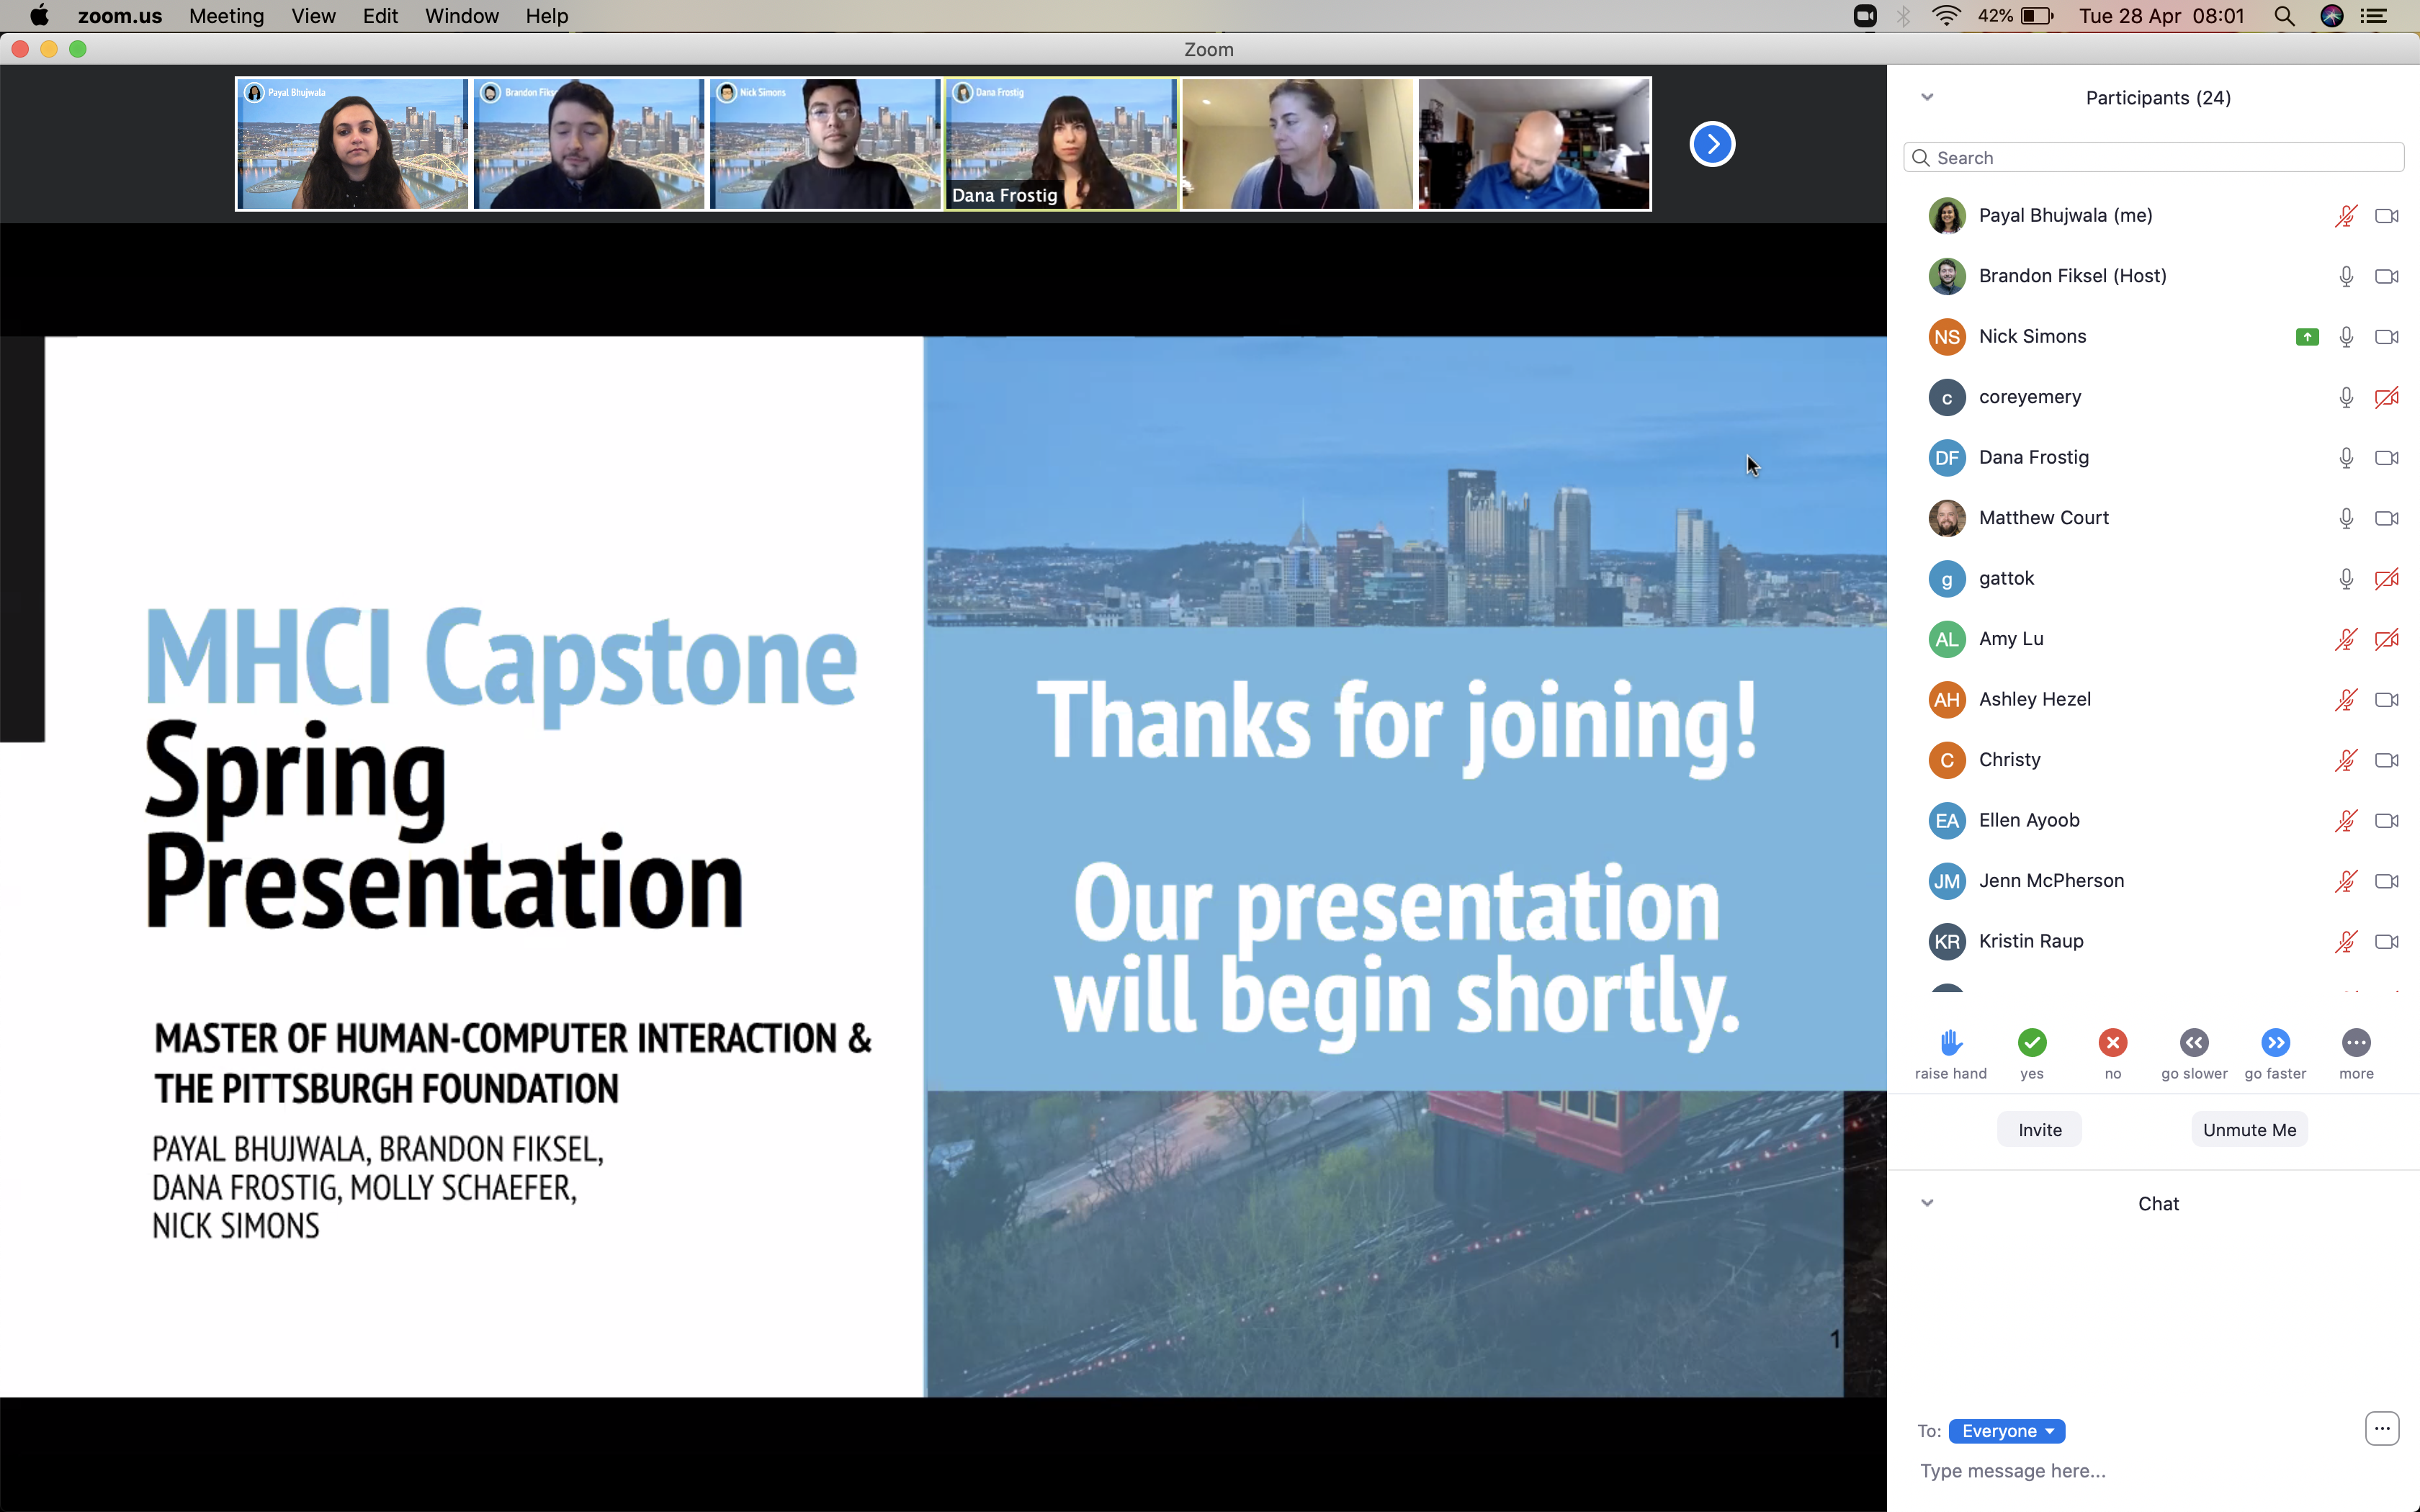 zoom.us Meeting View Edit Window Help 42% Tue 28 Apr 08:01
Zoom
Payal Bhujwala
Nick Simons
Dana Frostig
Dana Frostig
MHCI Capstone
Spring
Presentation
MASTER OF HUMAN-COMPUTER INTERACTION &
THE PITTSBURGH FOUNDATION
PAYAL BHUJWALA, BRANDON FIKSEL,
DANA FROSTIG, MOLLY SCHAEFER,
NICK SIMONS
Thanks for joining!
Our presentation
will begin shortly.
1
Participants (24)
Search
Payal Bhujwala (me)
Brandon Fiksel (Host)
NS Nick Simons
c coreyemery
DF Dana Frostig
Matthew Court
g gattok
AL Amy Lu
AH Ashley Hezel
C Christy
EA Ellen Ayoob
JM Jenn McPherson
KR Kristin Raup
raise hand yes no go slower go faster more
Invite Unmute Me
Chat
To: Everyone
Type message here...